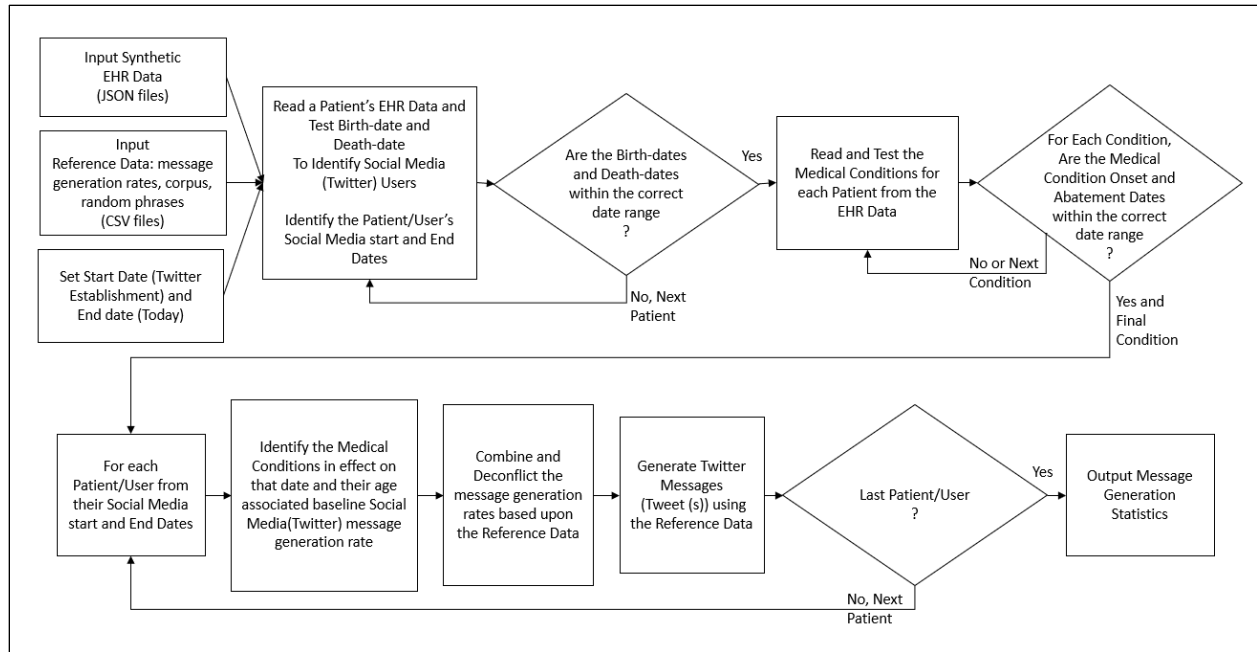 Input Synthetic
EHR Data
(JSON files)
Input
Reference Data: message
generation rates, corpus,
random phrases
(CSV files)
Set Start Date (Twitter
Establishment) and
End date (Today)
Read a Patient's EHR Data and
Test Birth-date and
Death-date
To Identify Social Media
(Twitter) Users
Identify the Patient/User's
Social Media start and End
Dates
Are the Birth-dates
and Death-dates
within the correct
date range
?
Yes
No, Next
Patient
Read and Test the
Medical Conditions for
each Patient from the
EHR Data
For Each Condition,
Are the Medical
Condition Onset and
Abatement Dates
within the correct
date range
?
No or Next
Condition
Yes and
Final
Condition
For each
Patient/User from
their Social Media
start and End Dates
Identify the Medical
Conditions in effect on
that date and their age
associated baseline Social
Media(Twitter) message
generation rate
Combine and
Deconflict the
message generation
rates based upon
the Reference Data
Generate Twitter
Messages
(Tweet (s)) using
the Reference Data
Last Patient/User
?
Yes
No, Next
Patient
Output Message
Generation
Statistics